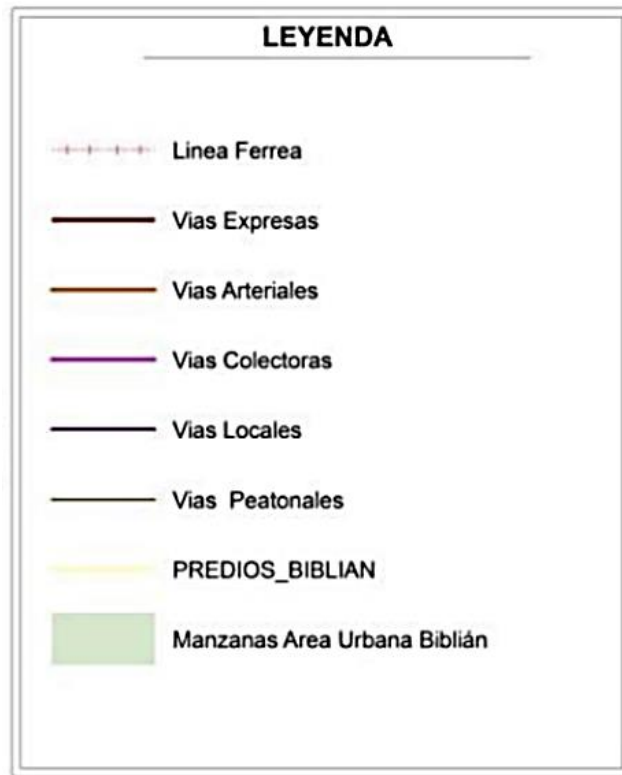 LEYENDA
Linea Ferrea
Vias Expresas
Vias Arteriales
Vias Colectoras
Vias Locales
Vias Peatonales
PREDIOS_BIBLIAN
Manzanas Area Urbana Biblián